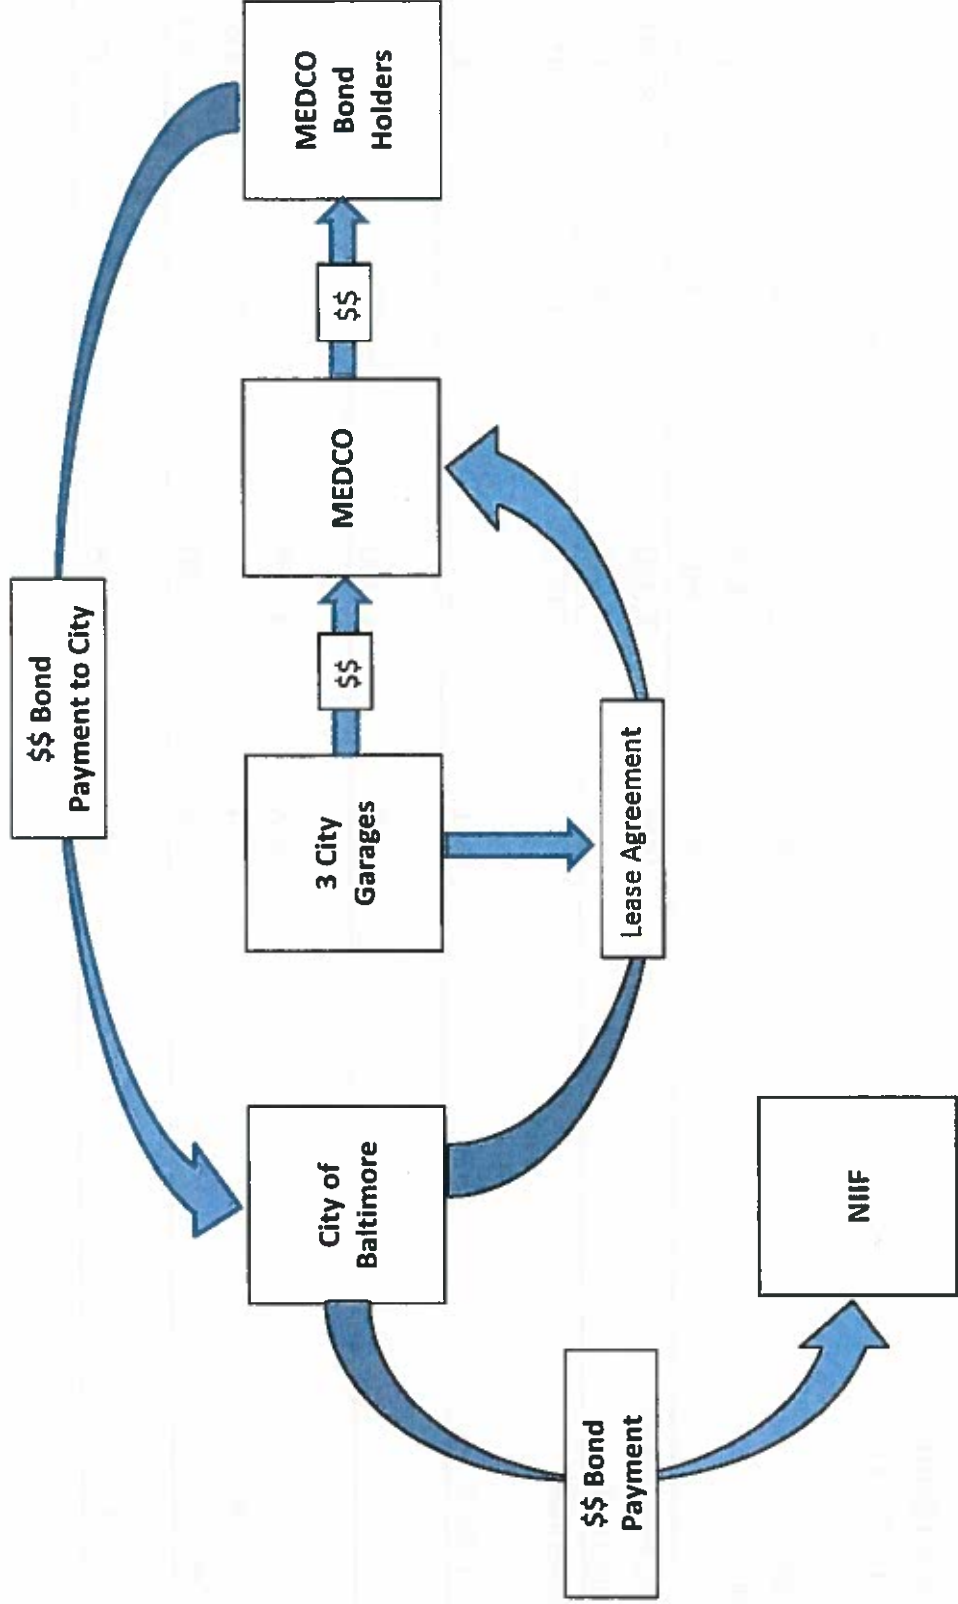 $$ Bond
Payment to City
City of
Baltimore
3 City
Garages
$$
MEDCO
$$
MEDCO
Bond
Holders
$$ Bond
Payment
Lease Agreement
NIIF